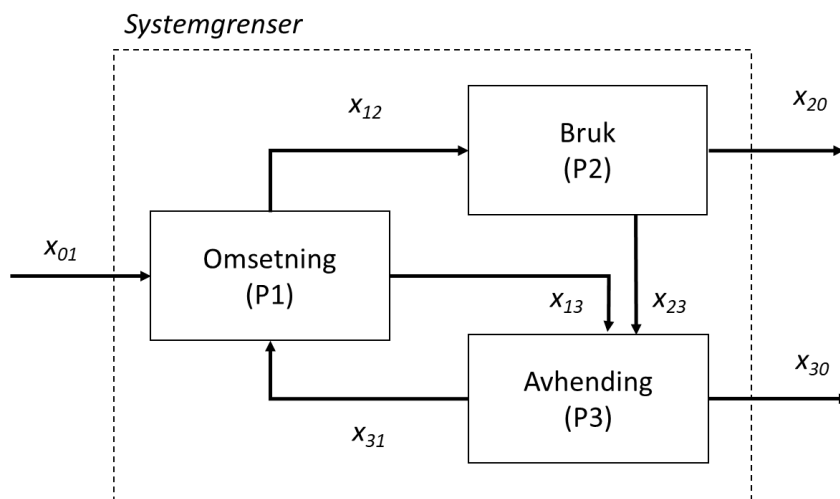 Systemgrenser
x12
Bruk
(P2)
x20
x01
Omsetning
(P1)
x13
x23
Avhending
(P3)
x30
x31